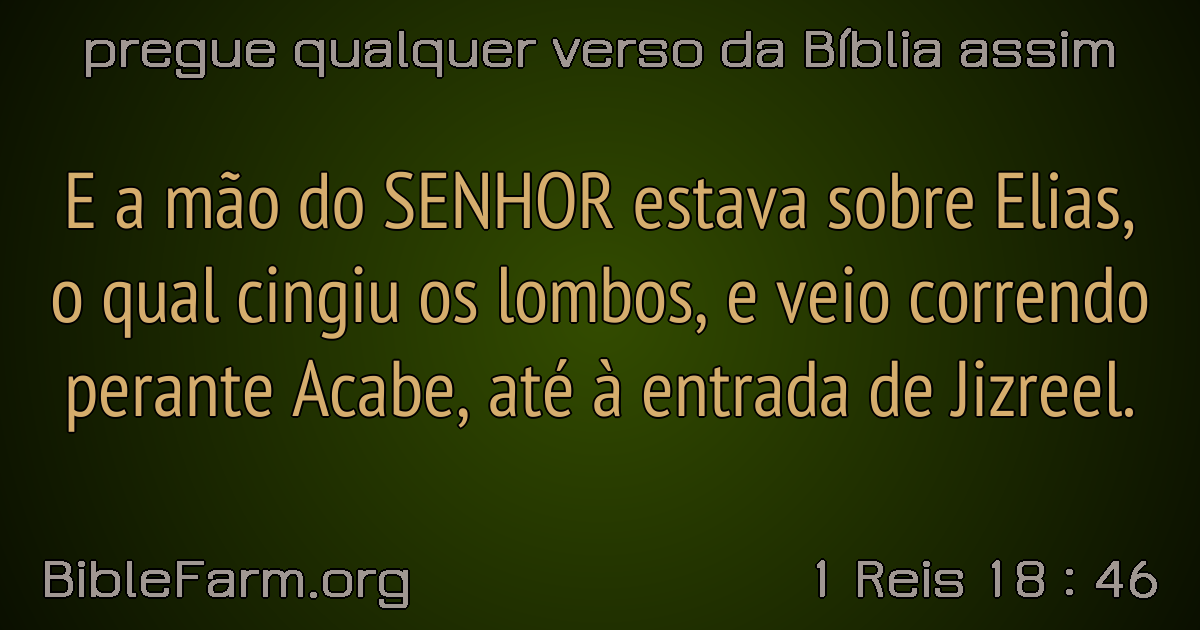 pregue qualquer verso da Bíblia assim
E a mão do SENHOR estava sobre Elias,
o qual cingiu os lombos, e veio correndo
perante Acabe, até à entrada de Jizreel.
BibleFarm.org
1 Reis 18 : 46